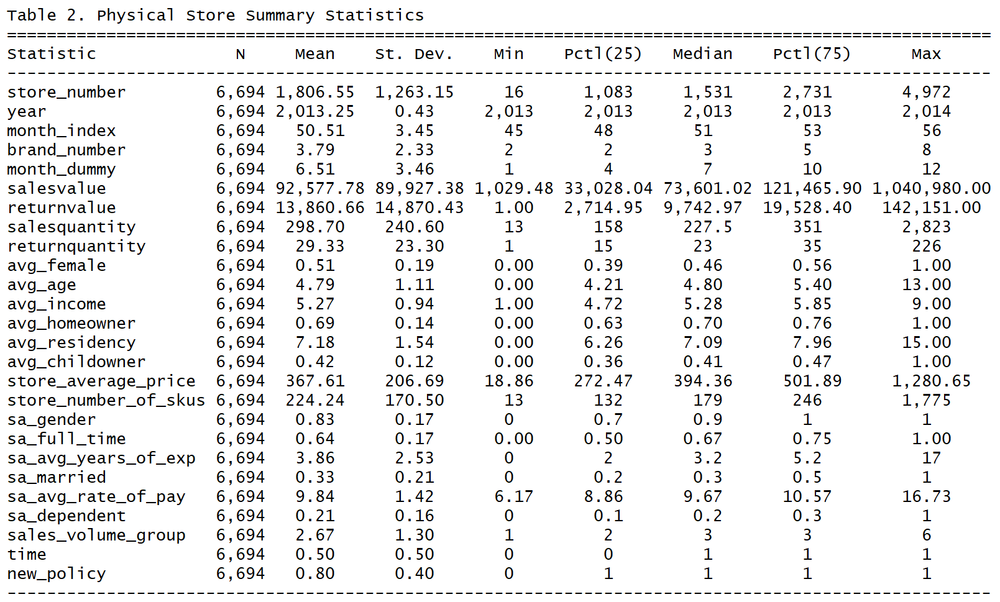 Table 2. Physical Store Summary Statistics
===================================================================================================
Statistic              N     Mean    St. Dev.    Min    Pctl(25)   Median    Pctl(75)      Max
---------------------------------------------------------------------------------------------------
store_number         6,694 1,806.55  1,263.15     16      1,083     1,531     2,731       4,972
year                 6,694 2,013.25    0.43     2,013     2,013     2,013     2,013       2,014
month_index          6,694   50.51     3.45       45       48        51         53          56
brand_number         6,694   3.79      2.33       2         2         3         5           8
month_dummy          6,694   6.51      3.46       1         4         7         10          12
salesvalue           6,694 92,577.78 89,927.38 1,029.48 33,028.04 73,601.02 121,465.90 1,040,980.00
returnvalue          6,694 13,860.66 14,870.43   1.00   2,714.95  9,742.97  19,528.40   142,151.00
salesquantity        6,694  298.70    240.60      13       158      227.5      351        2,823
returnquantity       6,694   29.33     23.30      1        15        23         35         226
avg_female           6,694   0.51      0.19      0.00     0.39      0.46       0.56        1.00
avg_age              6,694   4.79      1.11      0.00     4.21      4.80       5.40       13.00
avg_income           6,694   5.27      0.94      1.00     4.72      5.28       5.85        9.00
avg_homeowner        6,694   0.69      0.14      0.00     0.63      0.70       0.76        1.00
avg_residency        6,694   7.18      1.54      0.00     6.26      7.09       7.96       15.00
avg_childowner       6,694   0.42      0.12      0.00     0.36      0.41       0.47        1.00
store_average_price  6,694  367.61    206.69    18.86    272.47    394.36     501.89     1,280.65
store_number_of_skus 6,694  224.24    170.50      13       132       179       246        1,775
sa_gender            6,694   0.83      0.17       0        0.7       0.9        1           1
sa_full_time         6,694   0.64      0.17      0.00     0.50      0.67       0.75        1.00
sa_avg_years_of_exp  6,694   3.86      2.53       0         2        3.2       5.2          17
sa_married           6,694   0.33      0.21       0        0.2       0.3       0.5          1
sa_avg_rate_of_pay   6,694   9.84      1.42      6.17     8.86      9.67      10.57       16.73
sa_dependent         6,694   0.21      0.16       0        0.1       0.2       0.3          1
sales_volume_group   6,694   2.67      1.30       1         2         3         3           6
time                 6,694   0.50      0.50       0         0         1         1           1
new_policy           6,694   0.80      0.40       0         1         1         1           1
---------------------------------------------------------------------------------------------------